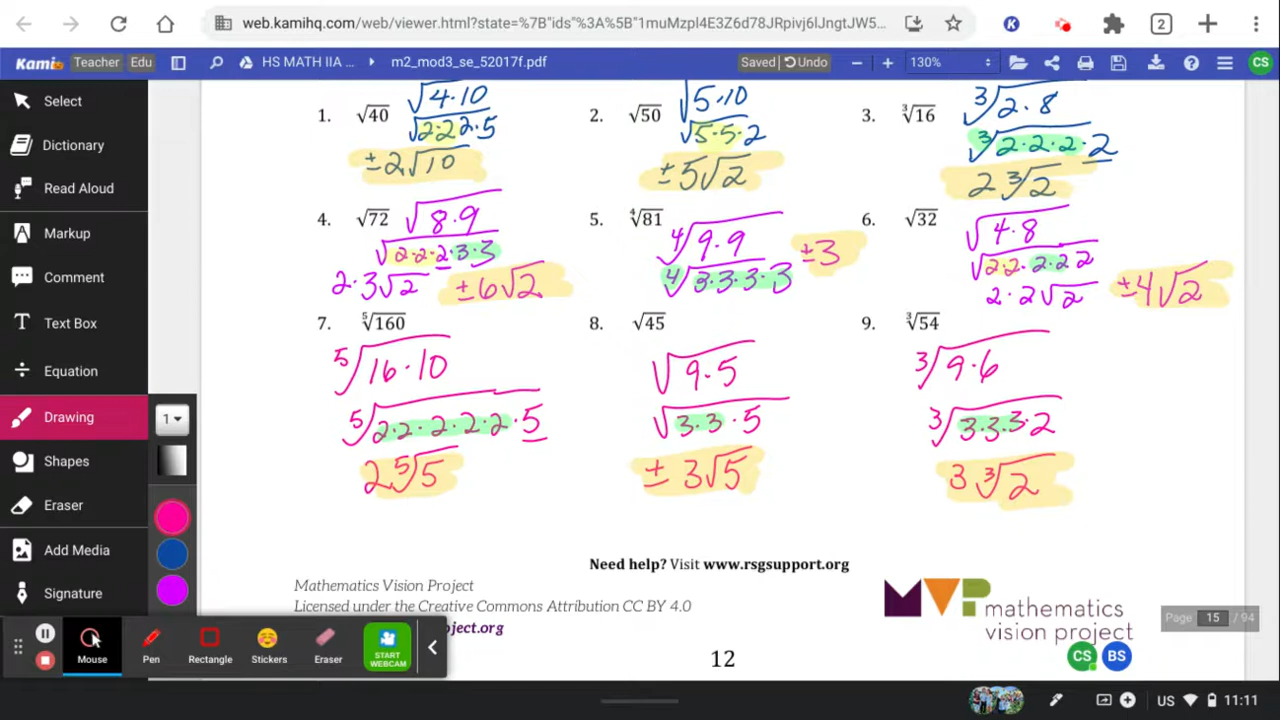 web.kamihq.com/web/viewer.html?state=%7B"ids"%3A%5B"1muMzpl4E3Z6d78JRpivj6lJngtJW5...
2
Kami Teacher Edu HS MATH IIA ... m2_mod3_se_52017f.pdf Saved Undo 130% CS
Select
Dictionary
Read Aloud
Markup
Comment
Text Box
Equation
Drawing
Shapes
Eraser
Add Media
Signature
1
1. √40 √4·10
√2·2·2·5
±2√10
2. √50 √5·10
√5·5·2
±5√2
3. ∛16 ∛2·8
∛2·2·2·2
2∛2
4. √72 √8·9
√2·2·2·3·3
2·3√2 ±6√2
5. ∜81 ∜9·9
∜3·3·3·3
±3
6. √32 √4·8
√2·2·2·2·2
2·2√2 ±4√2
7. ⁵√160
⁵√16·10
⁵√2·2·2·2·2·5
2⁵√5
8. √45
√9·5
√3·3·5
±3√5
9. ∛54
∛9·6
∛3·3·3·2
3∛2
Need help? Visit www.rsgsupport.org
Mathematics Vision Project
Licensed under the Creative Commons Attribution CC BY 4.0
ject.org
MVP mathematics
vision project
Page 15 / 94
CS BS
12
Mouse Pen Rectangle Stickers Eraser START
WEBCAM
US 11:11